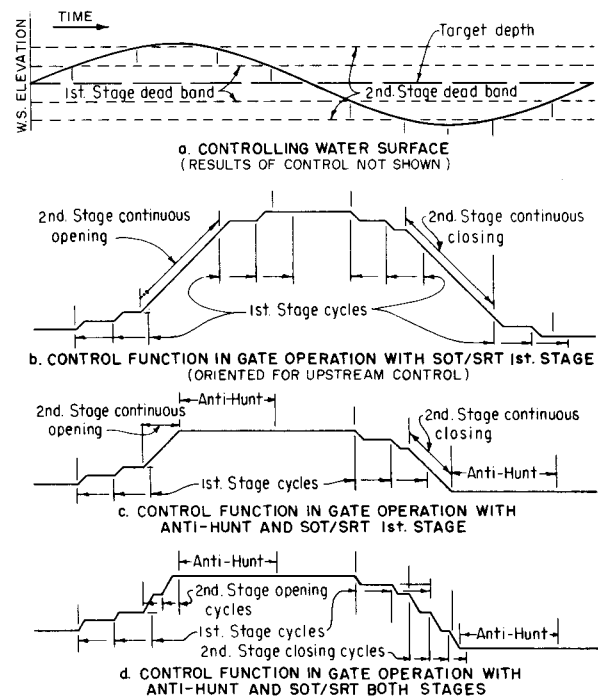 TIME
Target depth
W.S. ELEVATION
1st. Stage dead band
2nd. Stage dead band
a. CONTROLLING WATER SURFACE
(RESULTS OF CONTROL NOT SHOWN)
2nd. Stage continuous
opening
2nd. Stage continuous
closing
1st. Stage cycles
b. CONTROL FUNCTION IN GATE OPERATION WITH SOT/SRT 1st. STAGE
(ORIENTED FOR UPSTREAM CONTROL)
2nd. Stage continuous
opening
Anti-Hunt
2nd. Stage continuous
closing
Anti-Hunt
1st. Stage cycles
c. CONTROL FUNCTION IN GATE OPERATION WITH
ANTI-HUNT AND SOT/SRT 1st. STAGE
Anti-Hunt
2nd. Stage opening
cycles
1st. Stage cycles
2nd. Stage closing cycles
Anti-Hunt
d. CONTROL FUNCTION IN GATE OPERATION WITH
ANTI-HUNT AND SOT/SRT BOTH STAGES